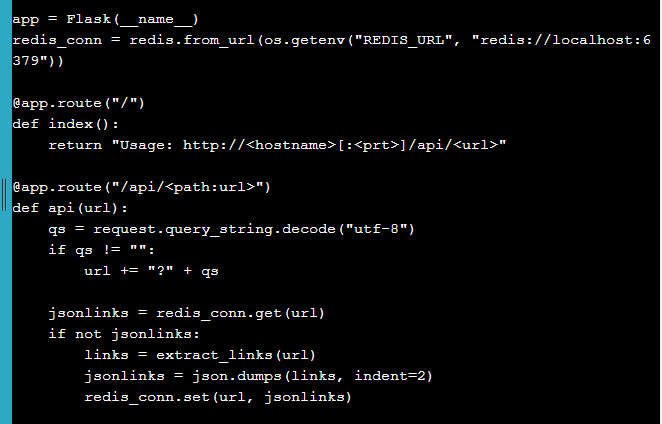 app = Flask(__name__)
redis_conn = redis.from_url(os.getenv("REDIS_URL", "redis://localhost:6
379"))

@app.route("/")
def index():
    return "Usage: http://<hostname>[:<prt>]/api/<url>"

@app.route("/api/<path:url>")
def api(url):
    qs = request.query_string.decode("utf-8")
    if qs != "":
        url += "?" + qs

    jsonlinks = redis_conn.get(url)
    if not jsonlinks:
        links = extract_links(url)
        jsonlinks = json.dumps(links, indent=2)
        redis_conn.set(url, jsonlinks)